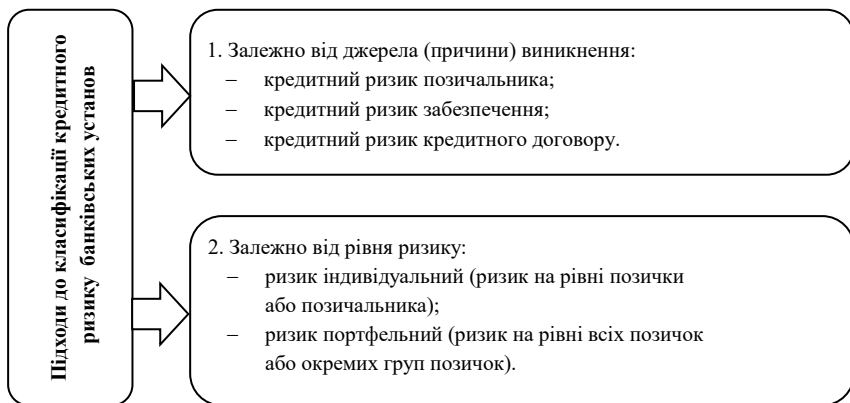 Підходи до класифікації кредитного
ризику банківських установ
1. Залежно від джерела (причини) виникнення:
– кредитний ризик позичальника;
– кредитний ризик забезпечення;
– кредитний ризик кредитного договору.
2. Залежно від рівня ризику:
– ризик індивідуальний (ризик на рівні позички
або позичальника);
– ризик портфельний (ризик на рівні всіх позичок
або окремих груп позичок).